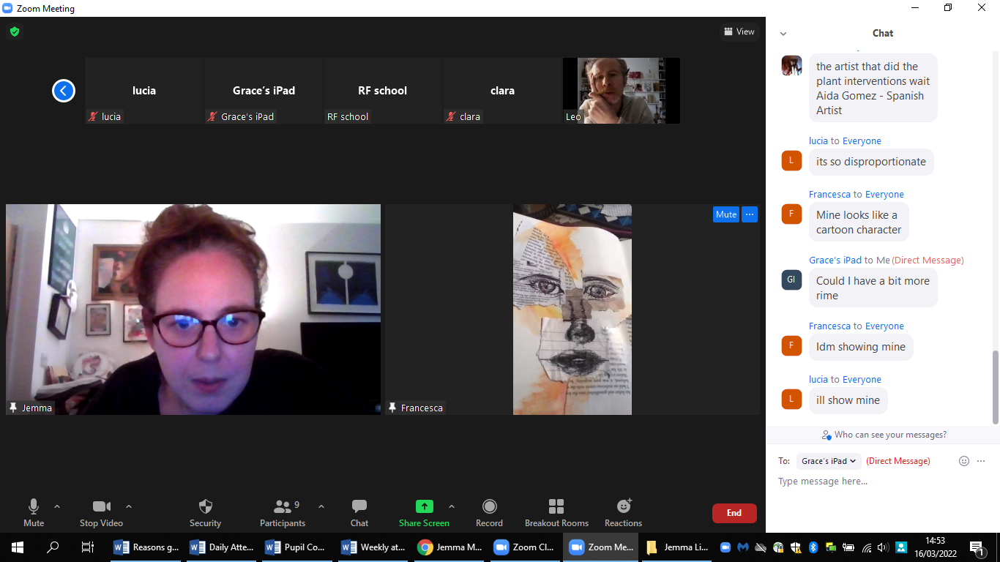 Zoom Meeting
View
lucia
Grace's iPad
RF school
clara
lucia
Grace's iPad
RF school
clara
Leo
Mute
...
Jemma
Francesca
Chat
the artist that did the
plant interventions wait
Aida Gomez - Spanish
Artist
lucia to Everyone
L
its so disproportionate
Francesca to Everyone
F
Mine looks like a
cartoon character
Grace's iPad to Me(Direct Message)
GI
Could I have a bit more
rime
Francesca to Everyone
F
Idm showing mine
lucia to Everyone
L
ill show mine
Who can see your messages?
To: Grace's iPad (Direct Message)
Type message here...
Mute
Stop Video
Security
Participants
9
Chat
Share Screen
Record
Breakout Rooms
Reactions
End
Reasons g...
Daily Atte...
Pupil Co...
Weekly at...
Jemma M...
Zoom Cl...
Zoom Me...
Jemma Li...
14:53
16/03/2022
1